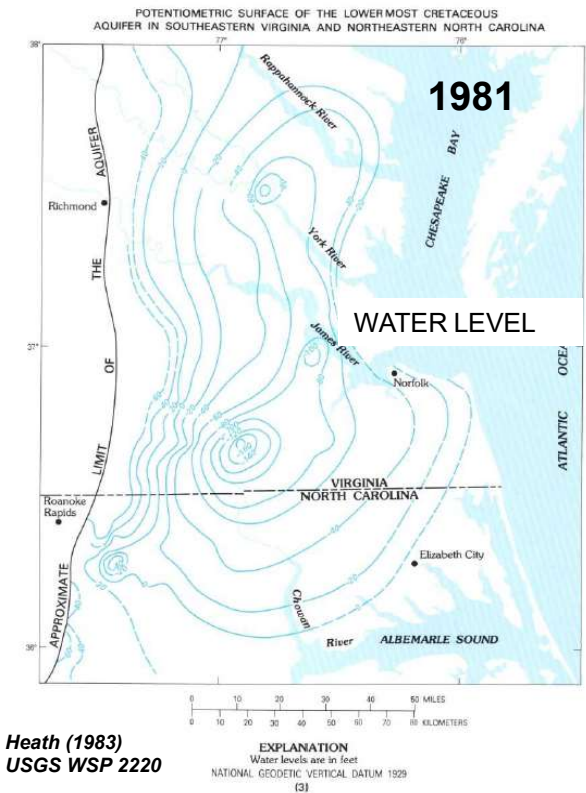 POTENTIOMETRIC SURFACE OF THE LOWERMOST CRETACEOUS
AQUIFER IN SOUTHEASTERN VIRGINIA AND NORTHEASTERN NORTH CAROLINA
38°
77°
76°
1981
Rappahannock River
CHESAPEAKE BAY
Richmond
York River
WATER LEVEL
James River
37°
Norfolk
ATLANTIC OCEA
APPROXIMATE LIMIT OF THE AQUIFER
VIRGINIA
NORTH CAROLINA
Roanoke
Rapids
Elizabeth City
Chowan
River
ALBEMARLE SOUND
36°
0 10 20 30 40 50 MILES
0 10 20 30 40 50 60 70 80 KILOMETERS
Heath (1983)
USGS WSP 2220
EXPLANATION
Water levels are in feet
NATIONAL GEODETIC VERTICAL DATUM 1929
(3)